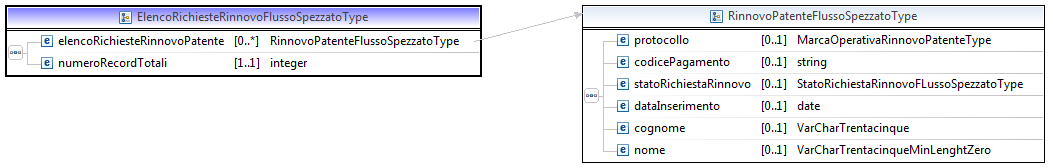 ElencoRichiesteRinnovoFlussoSpezzatoType
e elencoRichiesteRinnovoPatente [0..*] RinnovoPatenteFlussoSpezzatoType
e numeroRecordTotali [1..1] integer
RinnovoPatenteFlussoSpezzatoType
e protocollo [0..1] MarcaOperativaRinnovoPatenteType
e codicePagamento [0..1] string
e statoRichiestaRinnovo [0..1] StatoRichiestaRinnovoFLussoSpezzatoType
e dataInserimento [0..1] date
e cognome [0..1] VarCharTrentacinque
e nome [0..1] VarCharTrentacinqueMinLenghtZero